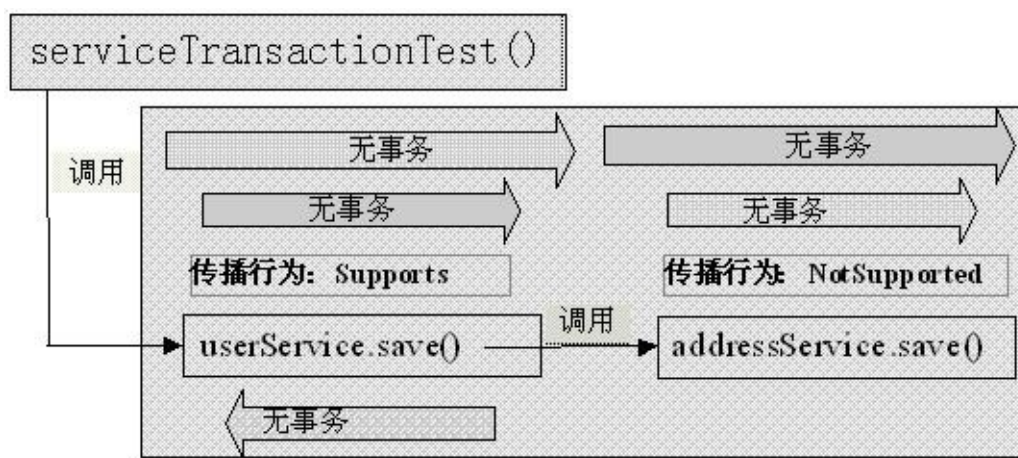 serviceTransactionTest()
无事务
无事务
调用
无事务
无事务
传播行为：Supports
传播行为：NotSupported
调用
userService.save()
addressService.save()
无事务